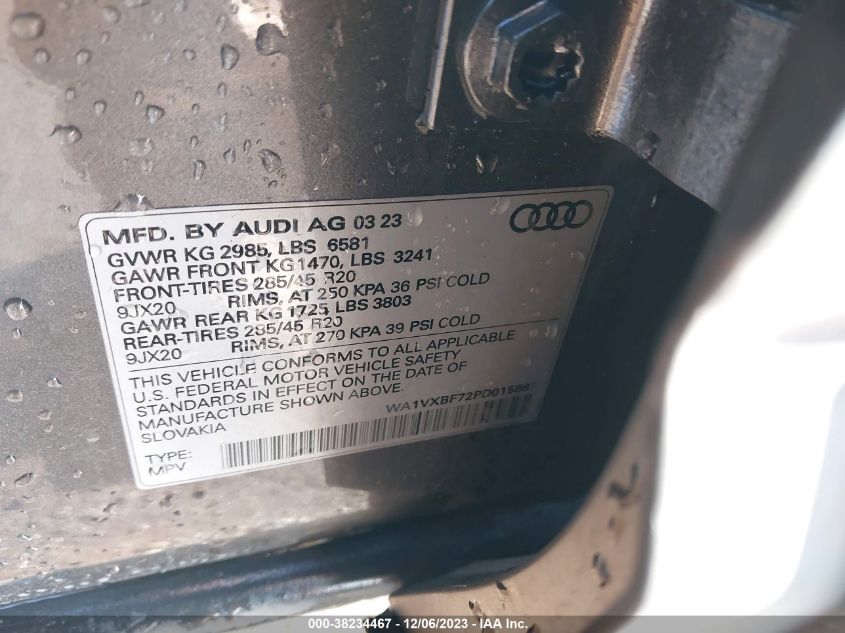 MFD. BY AUDI AG 03 23
GVWR KG 2985, LBS 6581
GAWR FRONT KG 1470, LBS 3241
FRONT-TIRES 285/45 R20
9JX20 RIMS, AT 250 KPA 36 PSI COLD
GAWR REAR KG 1725 LBS 3803
REAR-TIRES 285/45 R20
9JX20 RIMS, AT 270 KPA 39 PSI COLD
THIS VEHICLE CONFORMS TO ALL APPLICABLE
U.S. FEDERAL MOTOR VEHICLE SAFETY
STANDARDS IN EFFECT ON THE DATE OF
MANUFACTURE SHOWN ABOVE.
SLOVAKIA
TYPE:
MPV
000-38234467 - 12/06/2023 - IAA Inc.